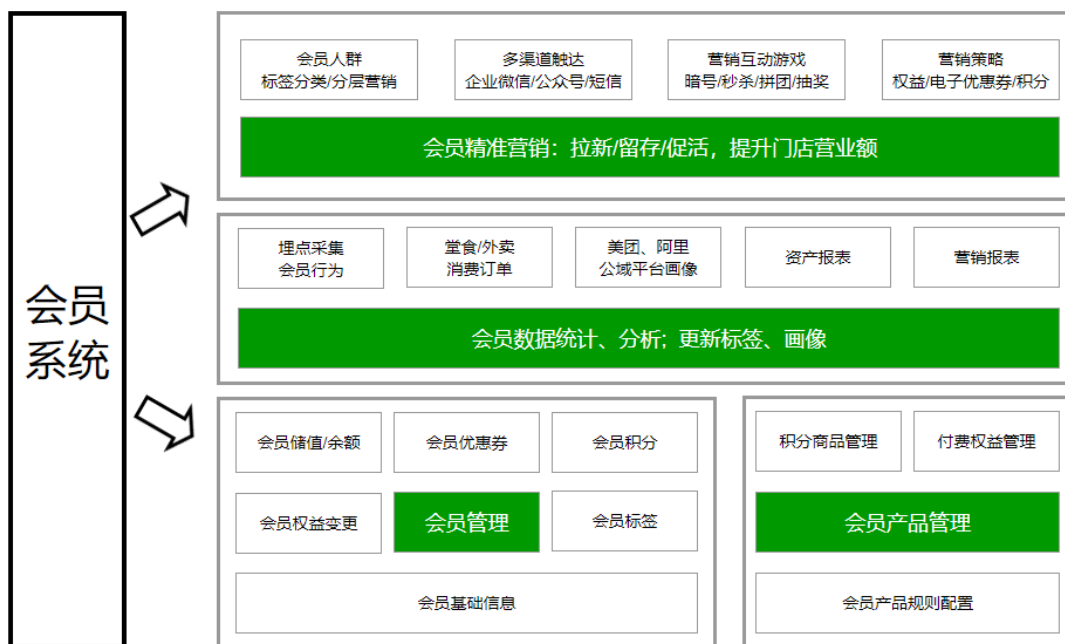 会员
系统
会员人群
标签分类/分层营销
多渠道触达
企业微信/公众号/短信
营销互动游戏
暗号/秒杀/拼团/抽奖
营销策略
权益/电子优惠券/积分
会员精准营销：拉新/留存/促活，提升门店营业额
埋点采集
会员行为
堂食/外卖
消费订单
美团、阿里
公域平台画像
资产报表
营销报表
会员数据统计、分析；更新标签、画像
会员储值/余额
会员优惠券
会员积分
会员权益变更
会员管理
会员标签
会员基础信息
积分商品管理
付费权益管理
会员产品管理
会员产品规则配置